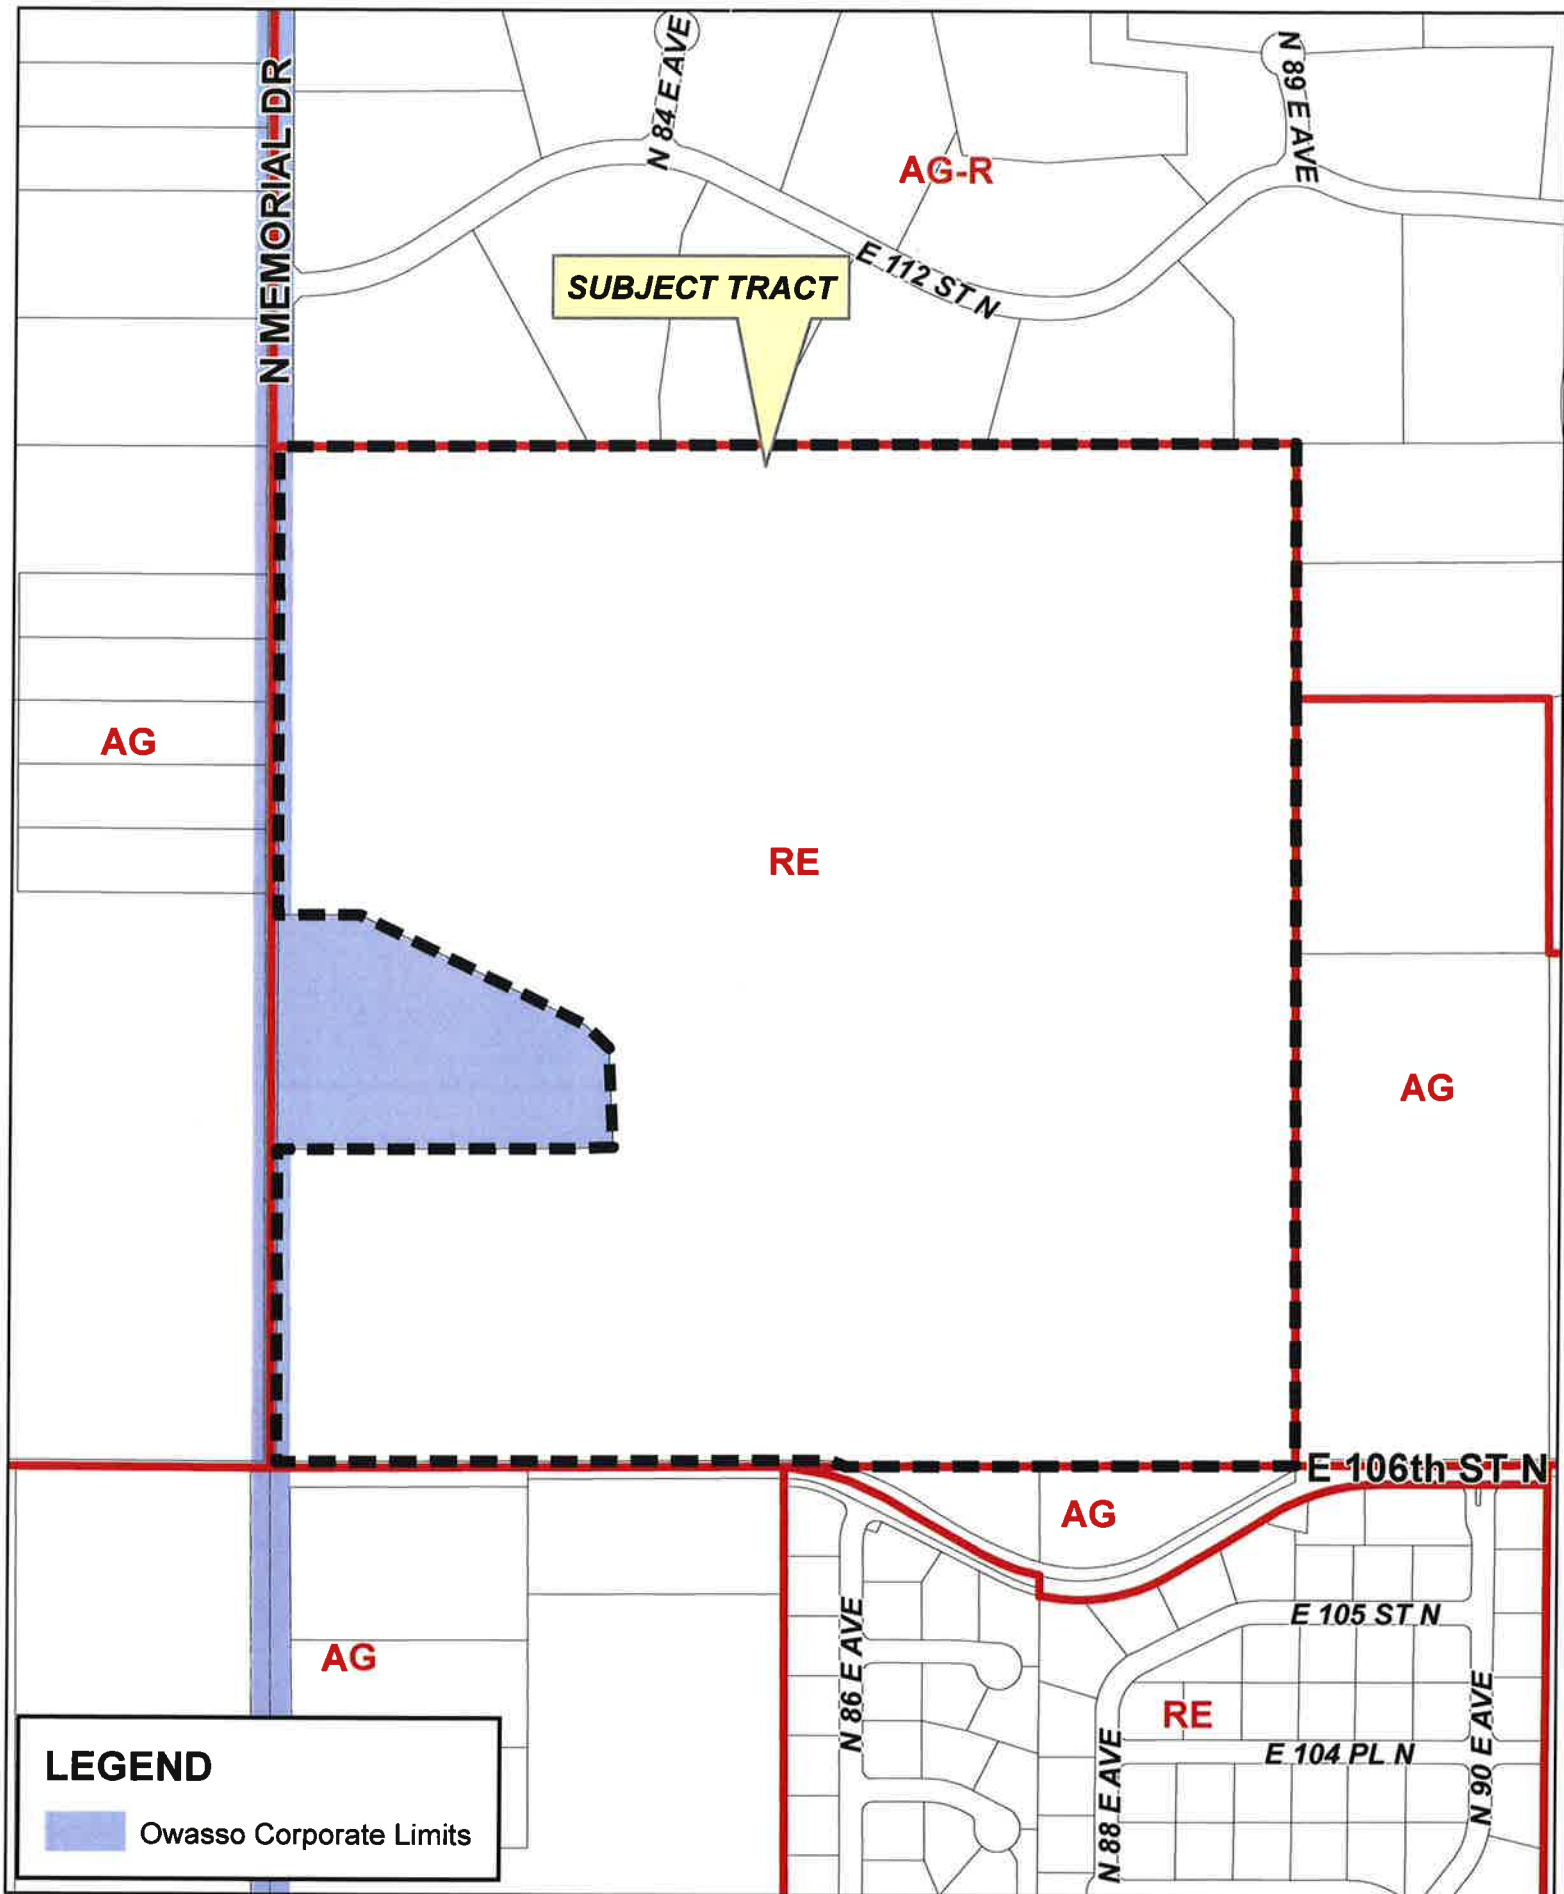 N 84 E AVE
N 89 E AVE
N MEMORIAL DR
AG-R
E 112 ST N
SUBJECT TRACT
AG
RE
AG
E 106th ST N
AG
E 105 ST N
N 86 E AVE
AG
RE
N 90 E AVE
E 104 PL N
N 88 E AVE
LEGEND
Owasso Corporate Limits